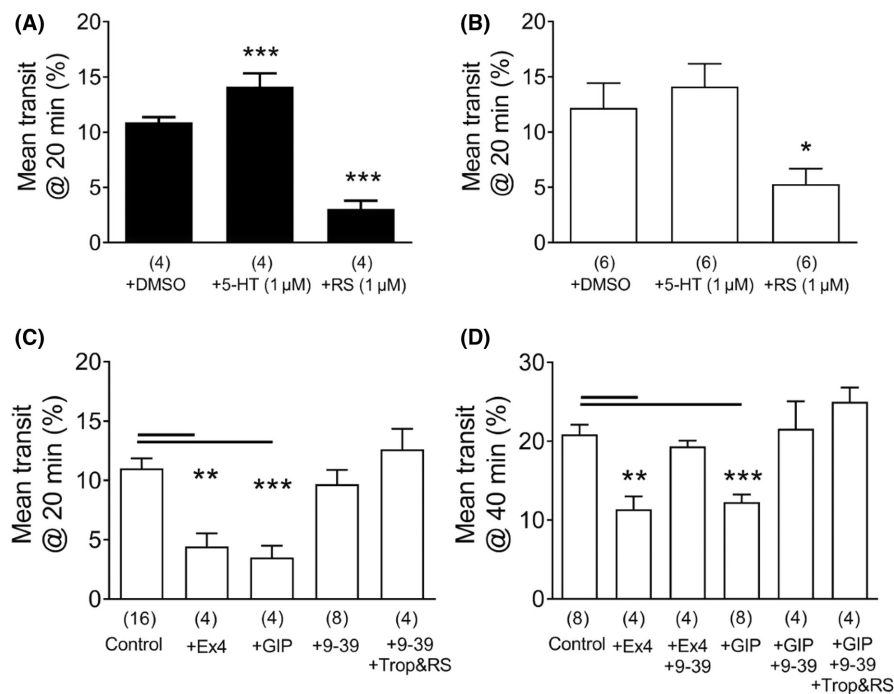 (A)
20
15
10
5
0
Mean transit
@ 20 min (%)
***
***
(4) (4) (4)
+DMSO +5-HT (1 µM) +RS (1 µM)
(B)
20
15
10
5
0
Mean transit
@ 20 min (%)
*
(6) (6) (6)
+DMSO +5-HT (1 µM) +RS (1 µM)
(C)
20
15
10
5
0
Mean transit
@ 20 min (%)
**
***
(16) (4) (4) (8) (4)
Control +Ex4 +GIP +9-39 +9-39
+Trop&RS
(D)
30
20
10
0
Mean transit
@ 40 min (%)
**
***
(8) (4) (4) (8) (4) (4)
Control +Ex4 +Ex4 +GIP +GIP +GIP
+9-39 +9-39 +9-39
+Trop&RS